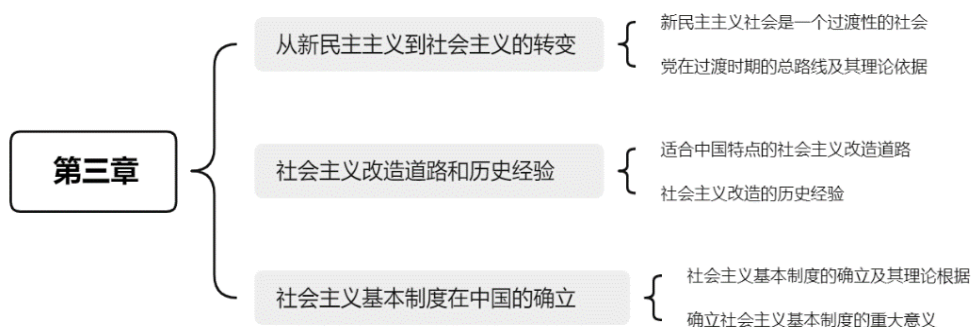 第三章
从新民主主义到社会主义的转变
新民主主义社会是一个过渡性的社会
党在过渡时期的总路线及其理论依据
社会主义改造道路和历史经验
适合中国特点的社会主义改造道路
社会主义改造的历史经验
社会主义基本制度在中国的确立
社会主义基本制度的确立及其理论根据
确立社会主义基本制度的重大意义